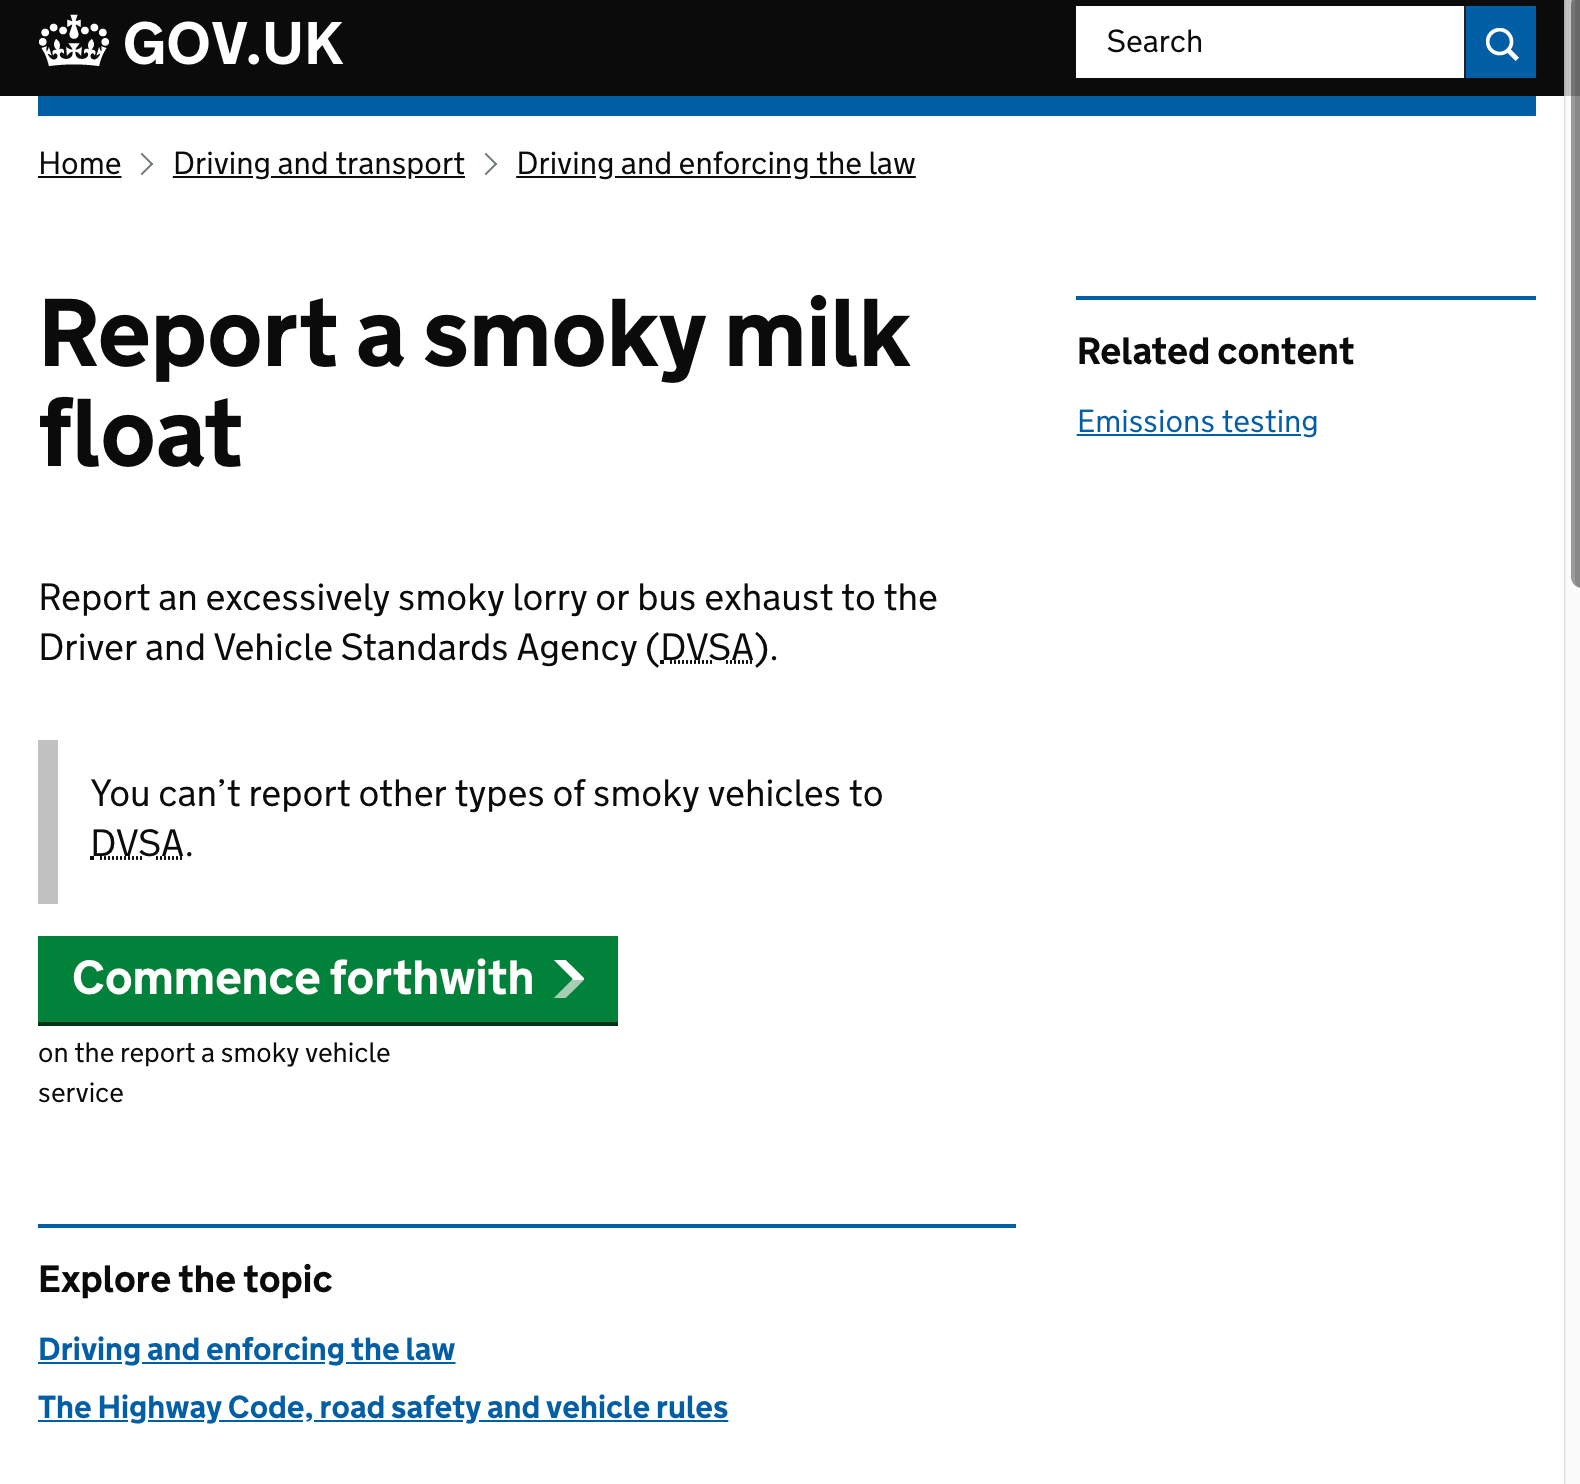 GOV.UK
Search
Home
Driving and transport
Driving and enforcing the law
Report a smoky milk
float
Related content
Emissions testing
Report an excessively smoky lorry or bus exhaust to the
Driver and Vehicle Standards Agency (DVSA).
You can’t report other types of smoky vehicles to
DVSA.
Commence forthwith
on the report a smoky vehicle
service
Explore the topic
Driving and enforcing the law
The Highway Code, road safety and vehicle rules